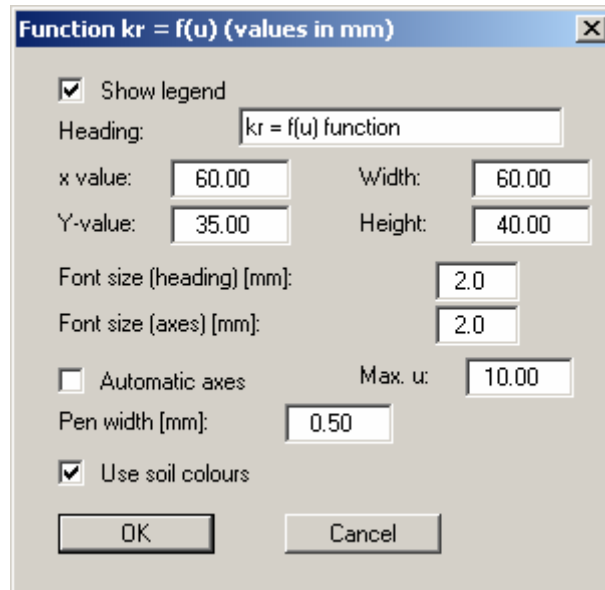 Function kr = f(u) (values in mm)
Show legend
Heading: kr = f(u) function
x value: 60.00 Width: 60.00
Y-value: 35.00 Height: 40.00
Font size (heading) [mm]: 2.0
Font size (axes) [mm]: 2.0
Automatic axes Max. u: 10.00
Pen width [mm]: 0.50
Use soil colours
OK Cancel